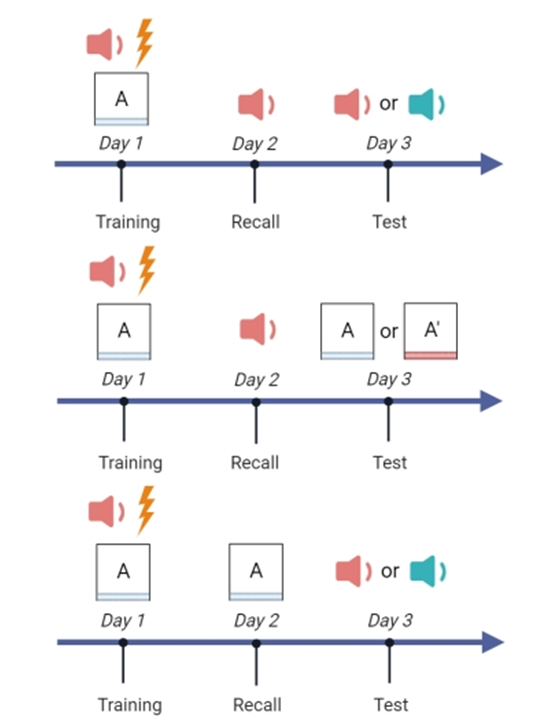 A
or
Day 1 Day 2 Day 3
Training Recall Test
A A or A'
Day 1 Day 2 Day 3
Training Recall Test
A A or
Day 1 Day 2 Day 3
Training Recall Test